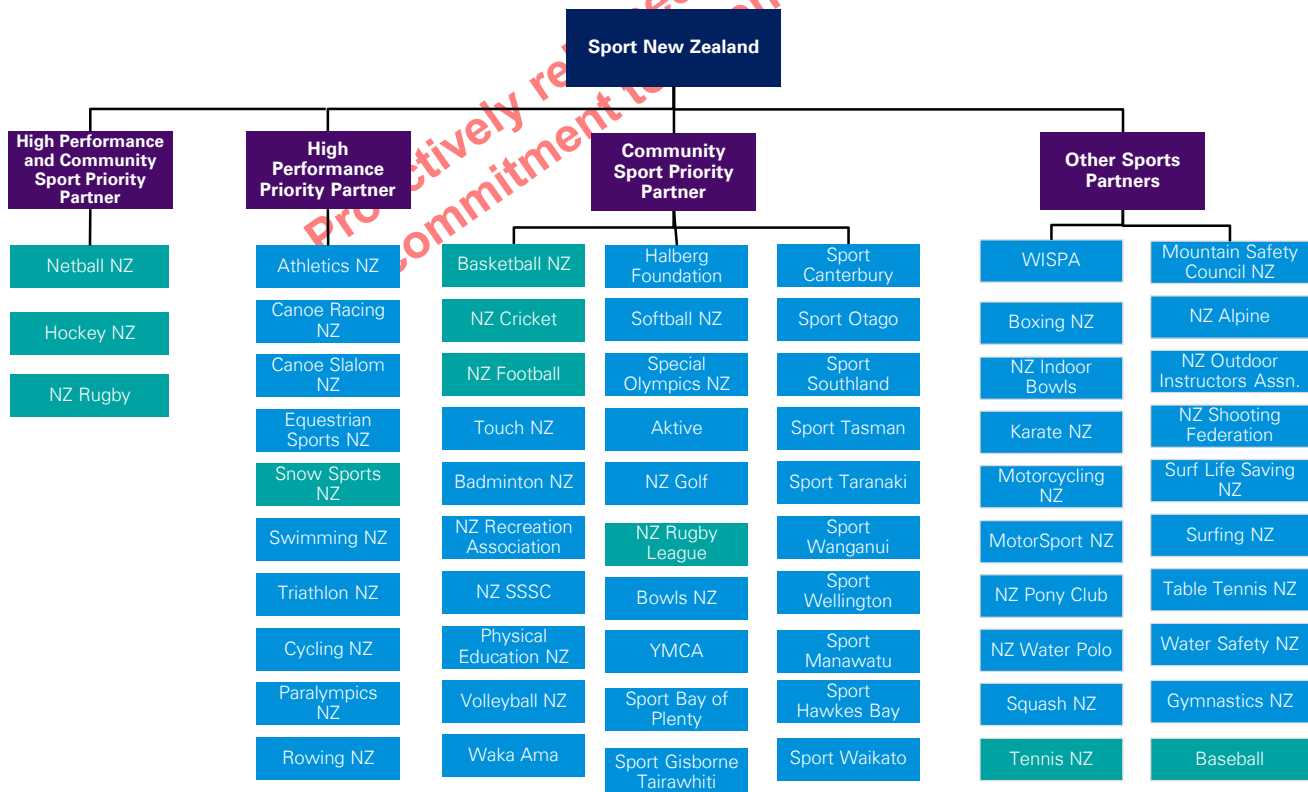 Sport New Zealand
commitment to
High Performance
and Community
Sport Priority
Partner
Netball NZ
Hockey NZ
NZ Rugby
High
Performance
Priority Partner
Athletics NZ
Canoe Racing
NZ
Canoe Slalom
NZ
Equestrian
Sports NZ
Snow Sports
NZ
Swimming NZ
Triathlon NZ
Cycling NZ
Paralympics
NZ
Rowing NZ
Community
Sport Priority
Partner
Basketball NZ
NZ Cricket
NZ Football
Touch NZ
Badminton NZ
NZ Recreation
Association
NZ SSSC
Physical
Education NZ
Volleyball NZ
Waka Ama
Halberg
Foundation
Softball NZ
Special
Olympics NZ
Aktive
NZ Golf
NZ Rugby
League
Bowls NZ
YMCA
Sport Bay of
Plenty
Sport Gisborne
Tairawhiti
Sport
Canterbury
Sport Otago
Sport
Southland
Sport Tasman
Sport Taranaki
Sport
Wanganui
Sport
Wellington
Sport
Manawatu
Sport
Hawkes Bay
Sport Waikato
Other Sports
Partners
WISPA
Boxing NZ
NZ Indoor
Bowls
Karate NZ
Motorcycling
NZ
MotorSport NZ
NZ Pony Club
NZ Water Polo
Squash NZ
Tennis NZ
Mountain Safety
Council NZ
NZ Alpine
NZ Outdoor
Instructors Assn.
NZ Shooting
Federation
Surf Life Saving
NZ
Surfing NZ
Table Tennis NZ
Water Safety NZ
Gymnastics NZ
Baseball